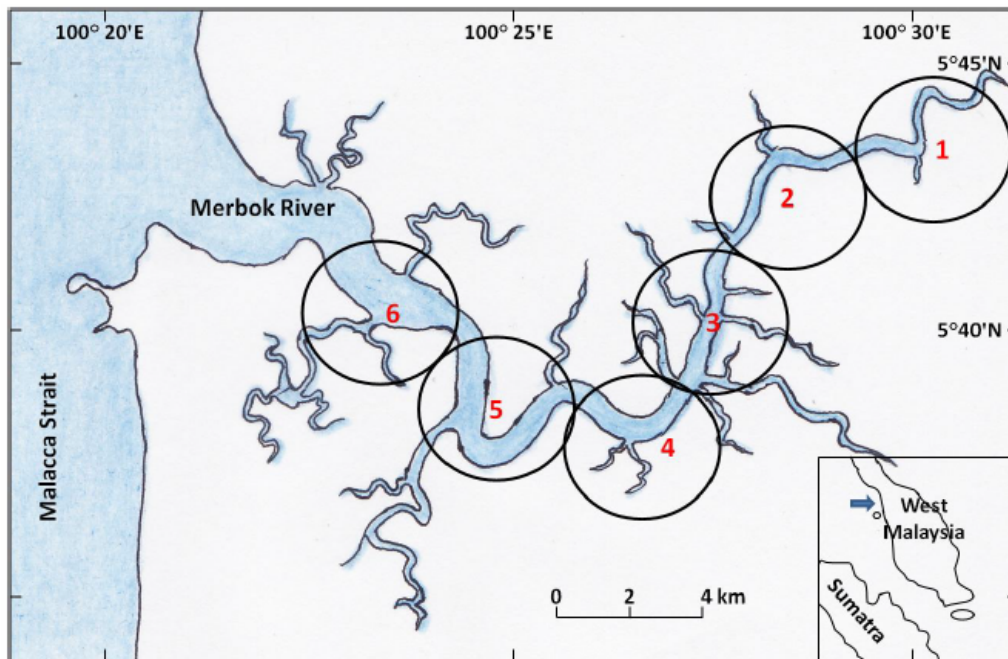 100° 20'E
100° 25'E
100° 30'E
5°45'N
1
2
Merbok River
6
3
5°40'N
5
4
Malacca Strait
0 2 4 km
West
Malaysia
Sumatra